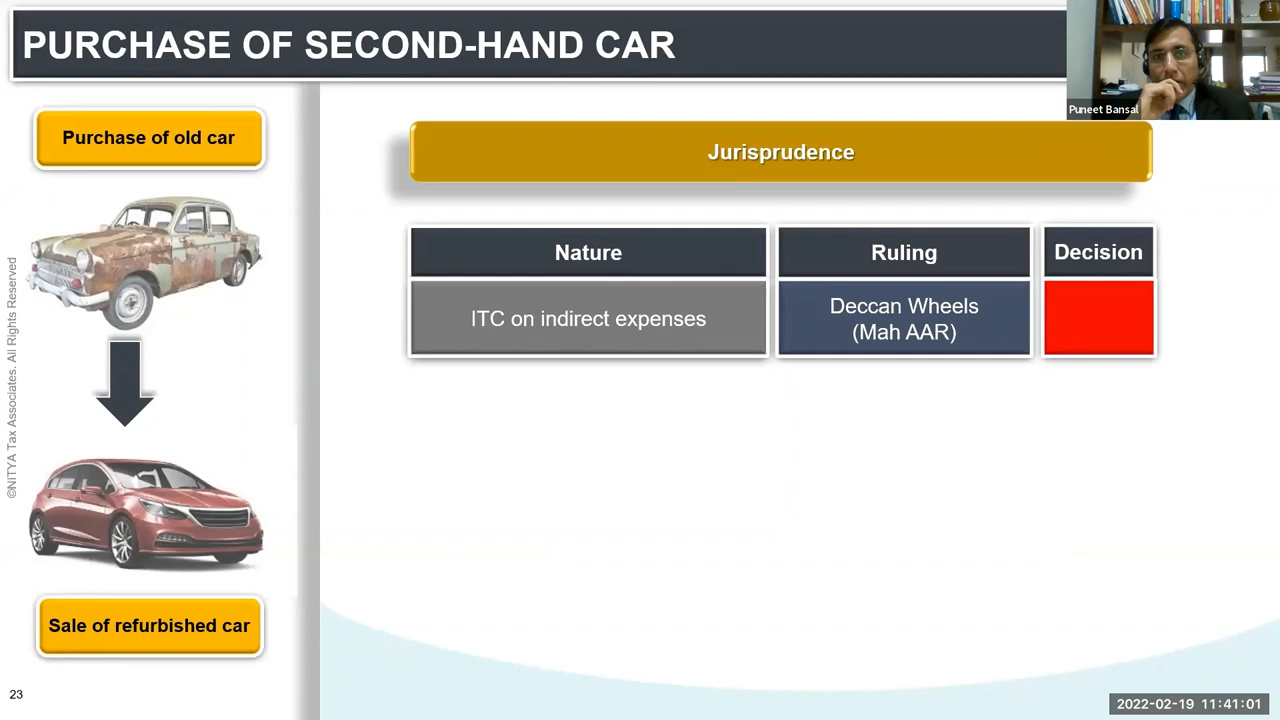 PURCHASE OF SECOND-HAND CAR
Puneet Bansal
Purchase of old car
Jurisprudence
Nature
Ruling
Decision
ITC on indirect expenses
Deccan Wheels
(Mah AAR)
©NITYA Tax Associates. All Rights Reserved
Sale of refurbished car
23
2022-02-19 11:41:01